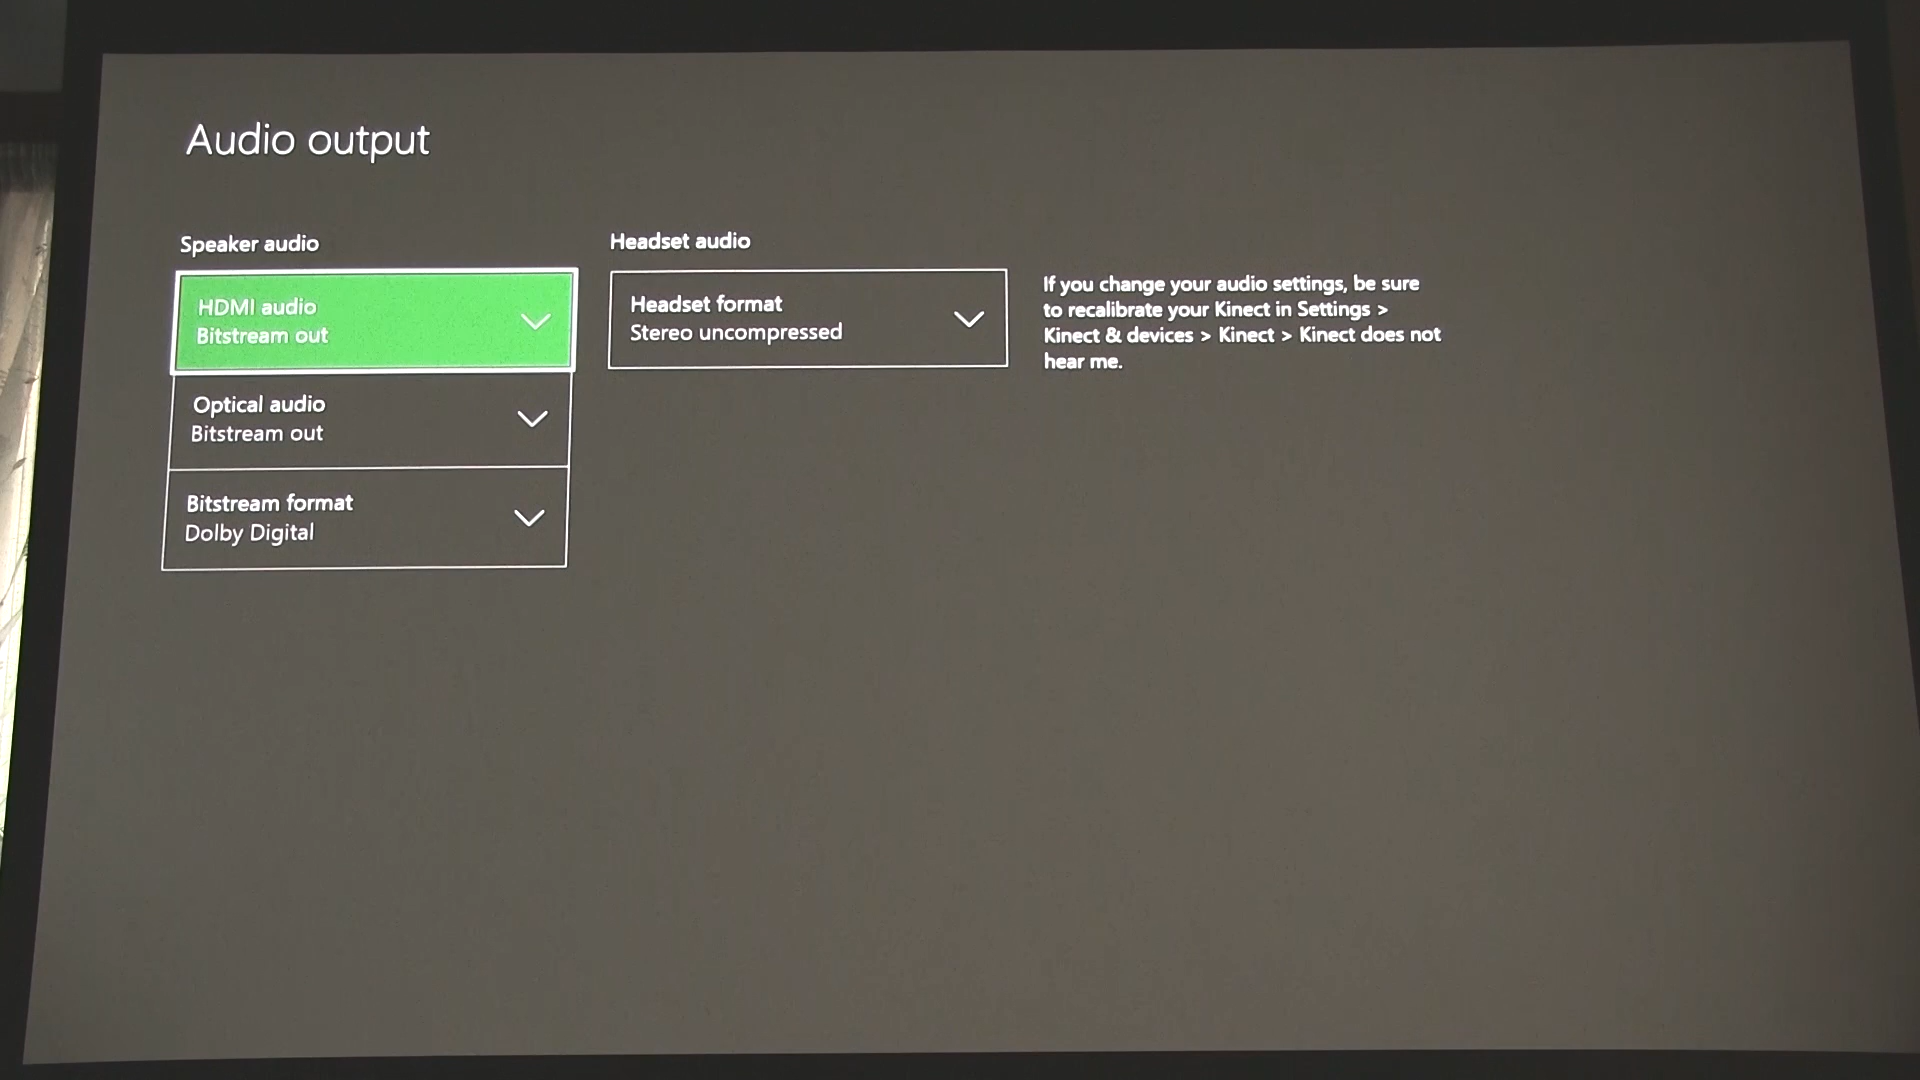 Audio output
Speaker audio
HDMI audio
Bitstream out
Optical audio
Bitstream out
Bitstream format
Dolby Digital
Headset audio
Headset format
Stereo uncompressed
If you change your audio settings, be sure
to recalibrate your Kinect in Settings >
Kinect & devices > Kinect > Kinect does not
hear me.